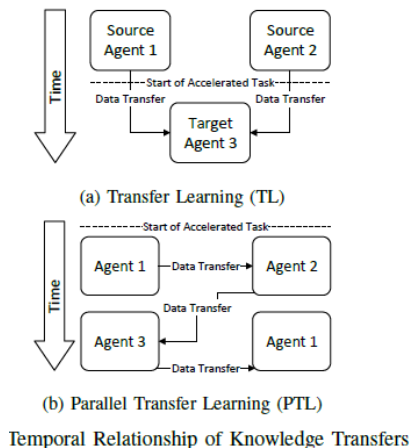 Time
Source
Agent 1
Source
Agent 2
Start of Accelerated Task
Data Transfer
Data Transfer
Target
Agent 3
(a) Transfer Learning (TL)
Time
Start of Accelerated Task
Agent 1
Data Transfer
Agent 2
Data Transfer
Agent 3
Data Transfer
Agent 1
(b) Parallel Transfer Learning (PTL)
Temporal Relationship of Knowledge Transfers